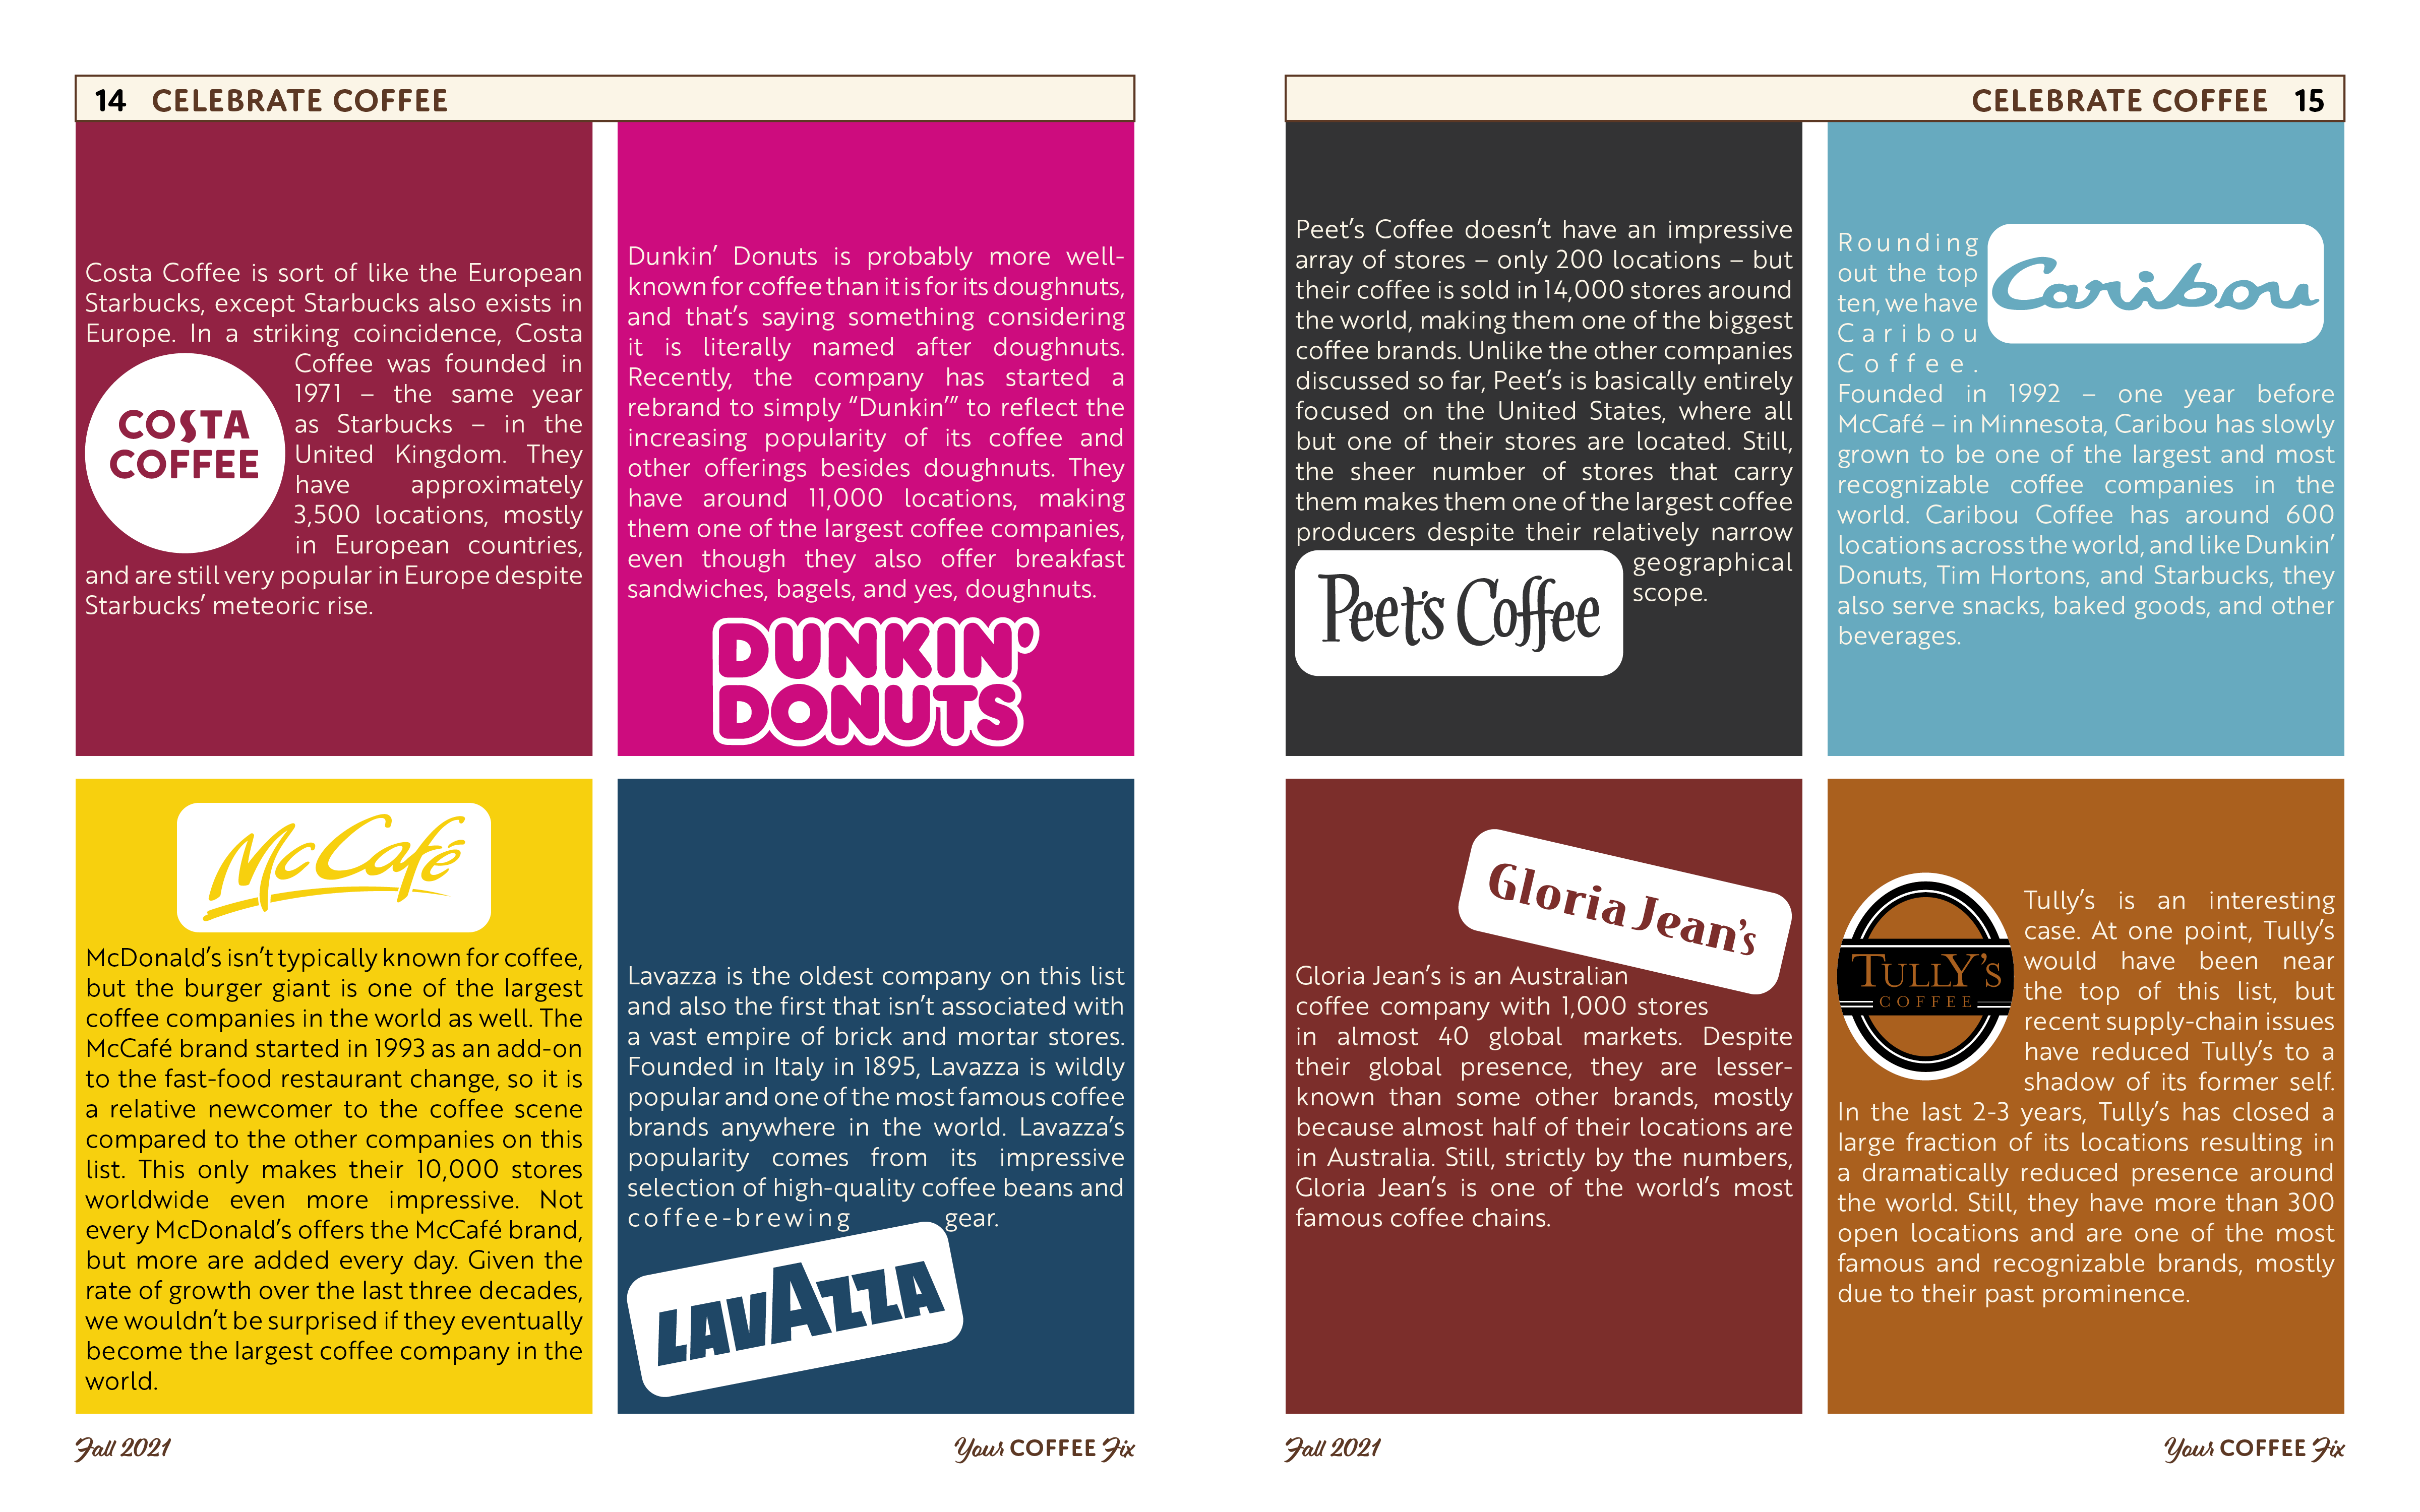 14 CELEBRATE COFFEE
Costa Coffee is sort of like the European
Starbucks, except Starbucks also exists in
Europe. In a striking coincidence, Costa
Coffee was founded in
1971 – the same year
as Starbucks – in the
United Kingdom. They
have approximately
3,500 locations, mostly
in European countries,
and are still very popular in Europe despite
Starbucks’ meteoric rise.
COSTA
COFFEE
Dunkin’ Donuts is probably more well-
known for coffee than it is for its doughnuts,
and that’s saying something considering
it is literally named after doughnuts.
Recently, the company has started a
rebrand to simply “Dunkin’” to reflect the
increasing popularity of its coffee and
other offerings besides doughnuts. They
have around 11,000 locations, making
them one of the largest coffee companies,
even though they also offer breakfast
sandwiches, bagels, and yes, doughnuts.
DUNKIN’
DONUTS
McCafé
McDonald’s isn’t typically known for coffee,
but the burger giant is one of the largest
coffee companies in the world as well. The
McCafé brand started in 1993 as an add-on
to the fast-food restaurant change, so it is
a relative newcomer to the coffee scene
compared to the other companies on this
list. This only makes their 10,000 stores
worldwide even more impressive. Not
every McDonald’s offers the McCafé brand,
but more are added every day. Given the
rate of growth over the last three decades,
we wouldn’t be surprised if they eventually
become the largest coffee company in the
world.
Lavazza is the oldest company on this list
and also the first that isn’t associated with
a vast empire of brick and mortar stores.
Founded in Italy in 1895, Lavazza is wildly
popular and one of the most famous coffee
brands anywhere in the world. Lavazza’s
popularity comes from its impressive
selection of high-quality coffee beans and
coffee-brewing gear.
LAVAZZA
Fall 2021
Your COFFEE Fix
CELEBRATE COFFEE 15
Peet’s Coffee doesn’t have an impressive
array of stores – only 200 locations – but
their coffee is sold in 14,000 stores around
the world, making them one of the biggest
coffee brands. Unlike the other companies
discussed so far, Peet’s is basically entirely
focused on the United States, where all
but one of their stores are located. Still,
the sheer number of stores that carry
them makes them one of the largest coffee
producers despite their relatively narrow
geographical
scope.
Peet’s Coffee
Rounding
out the top
ten, we have
Caribou
Coffee.
Founded in 1992 – one year before
McCafé – in Minnesota, Caribou has slowly
grown to be one of the largest and most
recognizable coffee companies in the
world. Caribou Coffee has around 600
locations across the world, and like Dunkin’
Donuts, Tim Hortons, and Starbucks, they
also serve snacks, baked goods, and other
beverages.
Caribou
Gloria Jean’s
Gloria Jean’s is an Australian
coffee company with 1,000 stores
in almost 40 global markets. Despite
their global presence, they are lesser-
known than some other brands, mostly
because almost half of their locations are
in Australia. Still, strictly by the numbers,
Gloria Jean’s is one of the world’s most
famous coffee chains.
TULLY’S
COFFEE
Tully’s is an interesting
case. At one point, Tully’s
would have been near
the top of this list, but
recent supply-chain issues
have reduced Tully’s to a
shadow of its former self.
In the last 2-3 years, Tully’s has closed a
large fraction of its locations resulting in
a dramatically reduced presence around
the world. Still, they have more than 300
open locations and are one of the most
famous and recognizable brands, mostly
due to their past prominence.
Fall 2021
Your COFFEE Fix